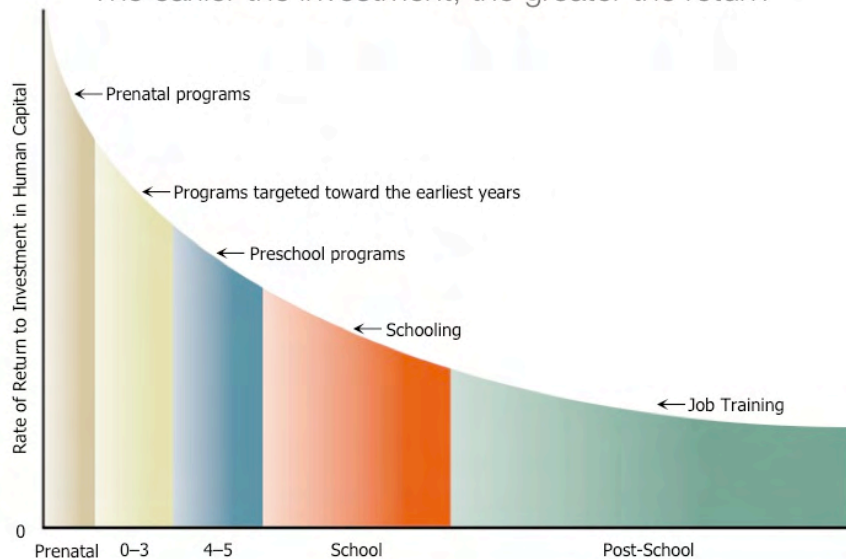 The earlier the investment, the greater the return
Prenatal programs
Programs targeted toward the earliest years
Preschool programs
Schooling
Job Training
Rate of Return to Investment in Human Capital
0
Prenatal 0–3 4–5 School Post-School